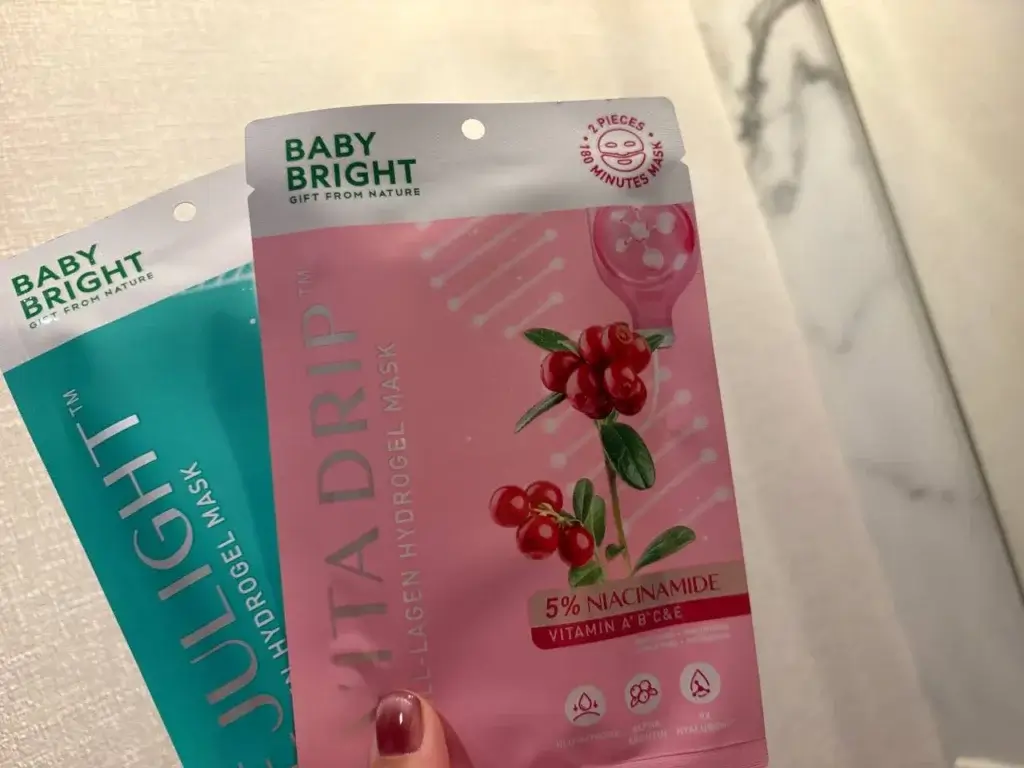 BABY
BRIGHT
GIFT FROM NATURE
JULIGHT™
HYDROGEL MASK
BABY
BRIGHT
GIFT FROM NATURE
2 PIECES
180 MINUTES MASK
VITADRIP™
LL-LAGEN HYDROGEL MASK
5% NIACINAMIDE
VITAMIN A* B* C&E